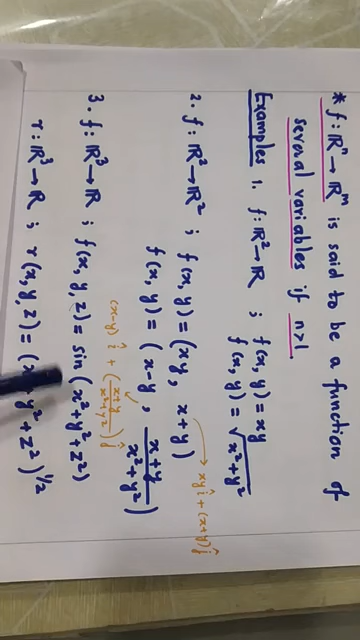 * f : ℝⁿ → ℝᵐ is said to be a function of
several variables if n>1
Examples 1. f : ℝ² → ℝ ; f(x,y) = xy
f(x,y) = √(x²+y²)
2. f : ℝ² → ℝ² ; f(x,y) = (xy, x+y)
xy î + (x+y) ĵ
f(x,y) = (x-y, (x+y)/(x²+y²))
(x-y) î + ((x+y)/(x²+y²)) ĵ
3. f : ℝ³ → ℝ ; f(x,y,z) = sin (x²+y²+z²)
r : ℝ³ → ℝ ; r(x,y,z) = (x y²+z²)^1/2